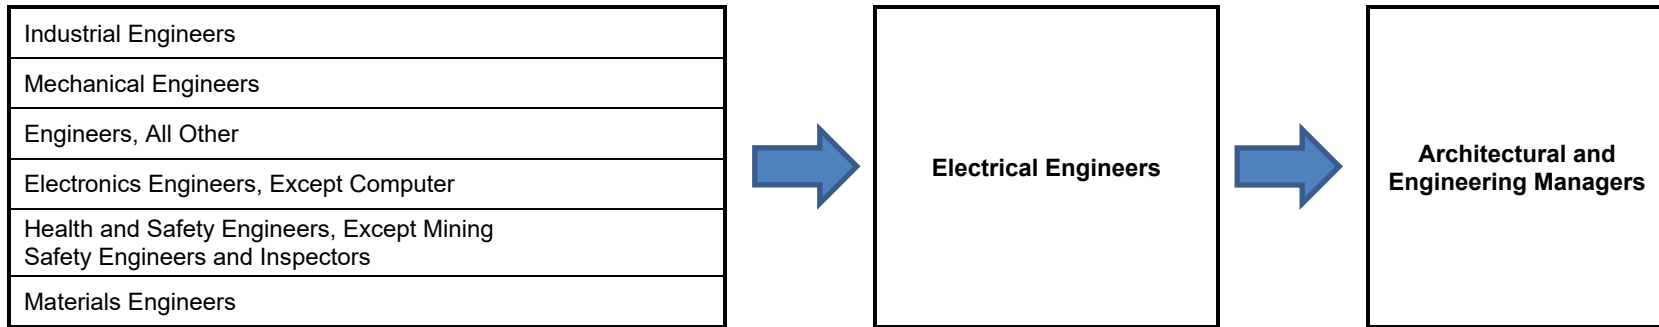 Industrial Engineers
Mechanical Engineers
Engineers, All Other
Electronics Engineers, Except Computer
Health and Safety Engineers, Except Mining
Safety Engineers and Inspectors
Materials Engineers
Electrical Engineers
Architectural and
Engineering Managers